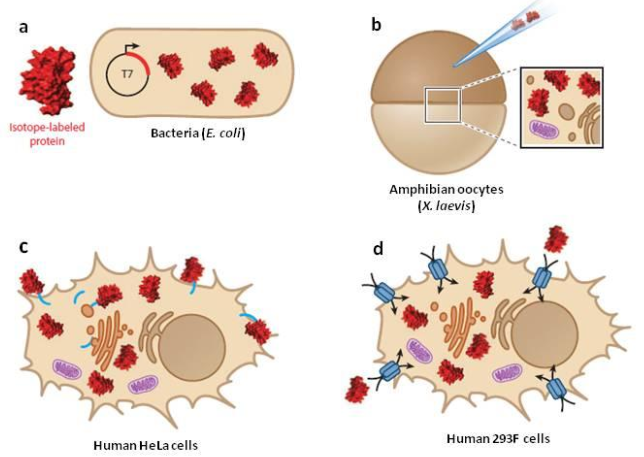 a
T7
Isotope-labeled
protein
Bacteria (E. coli)
b
Amphibian oocytes
(X. laevis)
c
Human HeLa cells
d
Human 293F cells